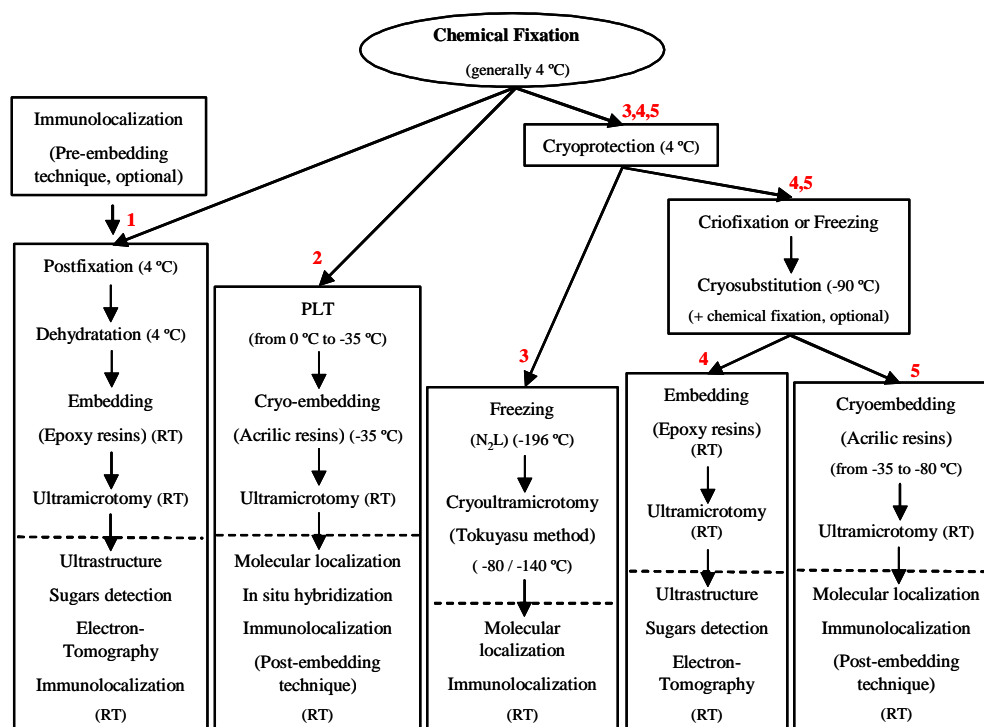 Chemical Fixation
(generally 4 ºC)
3,4,5
Cryoprotection (4 ºC)
Immunolocalization
(Pre-embedding
technique, optional)
4,5
Criofixation or Freezing
Cryosubstitution (-90 ºC)
(+ chemical fixation, optional)
1
Postfixation (4 ºC)
Dehydratation (4 ºC)
Embedding
(Epoxy resins) (RT)
Ultramicrotomy (RT)
Ultrastructure
Sugars detection
Electron-
Tomography
Immunolocalization
(RT)
2
PLT
(from 0 ºC to -35 ºC)
Cryo-embedding
(Acrilic resins) (-35 ºC)
Ultramicrotomy (RT)
Molecular localization
In situ hybridization
Immunolocalization
(Post-embedding
technique)
(RT)
3
Freezing
(N₂L) (-196 ºC)
Cryoultramicrotomy
(Tokuyasu method)
( -80 / -140ºC)
Molecular
localization
Immunolocalization
(RT)
4
Embedding
(Epoxy resins)
(RT)
Ultramicrotomy
(RT)
Ultrastructure
Sugars detection
Electron-
Tomography
(RT)
5
Cryoembedding
(Acrilic resins)
(from -35 to -80ºC)
Ultramicrotomy (RT)
Molecular localization
Immunolocalization
(Post-embedding
technique)
(RT)